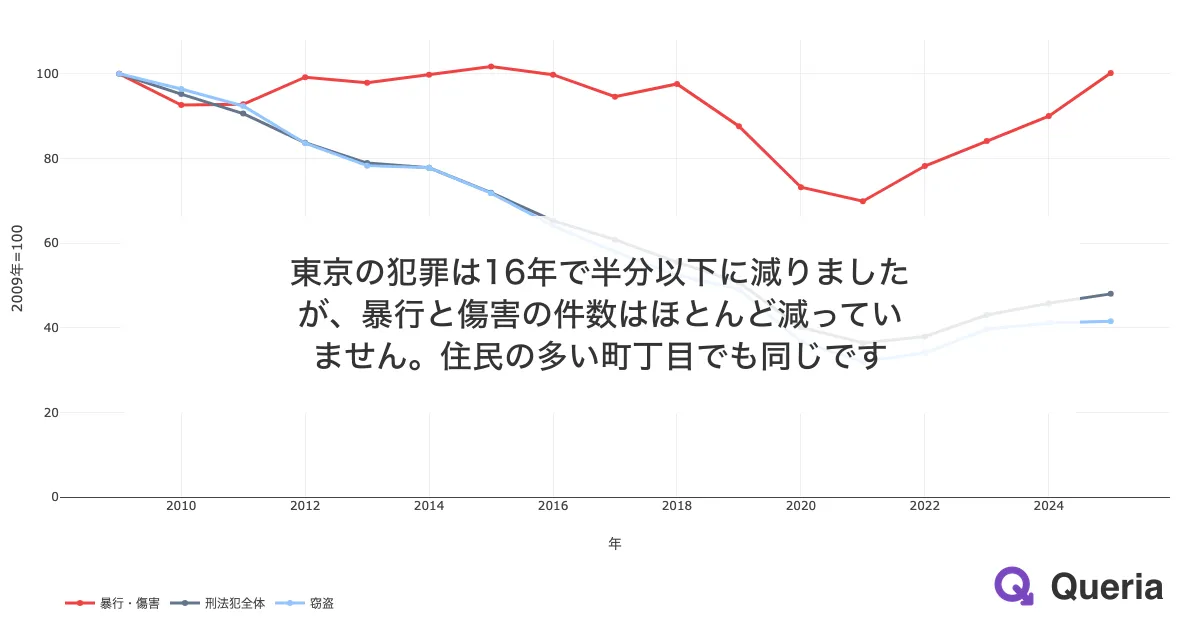 100
80
60
40
20
0
2009年=100
東京の犯罪は16年で半分以下に減りました
が、暴行と傷害の件数はほとんど減ってい
ません。住民の多い町丁目でも同じです
2010 2012 2014 2016 2018 2020 2022 2024
年
暴行・傷害 刑法犯全体 窃盗
Queria